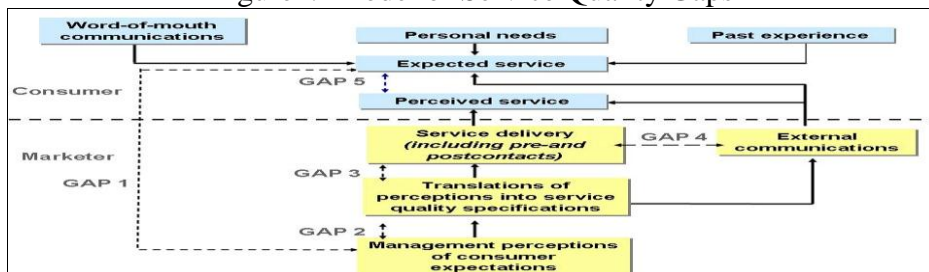 Word-of-mouth
communications
Personal needs
Past experience
Expected service
GAP 5
Consumer
Perceived service
Service delivery
(including pre-and
postcontacts)
GAP 4
External
communications
Marketer
GAP 1
GAP 3
Translations of
perceptions into service
quality specifications
GAP 2
Management perceptions
of consumer
expectations